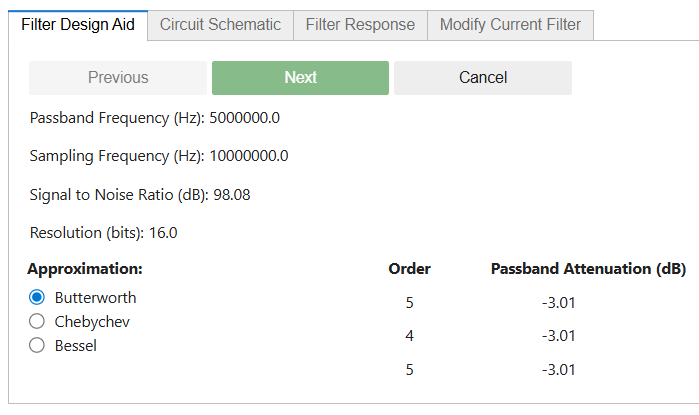 Filter Design Aid Circuit Schematic Filter Response Modify Current Filter
Previous Next Cancel
Passband Frequency (Hz): 5000000.0
Sampling Frequency (Hz): 10000000.0
Signal to Noise Ratio (dB): 98.08
Resolution (bits): 16.0
Approximation: Order Passband Attenuation (dB)
Butterworth 5 -3.01
Chebychev 4 -3.01
Bessel 5 -3.01